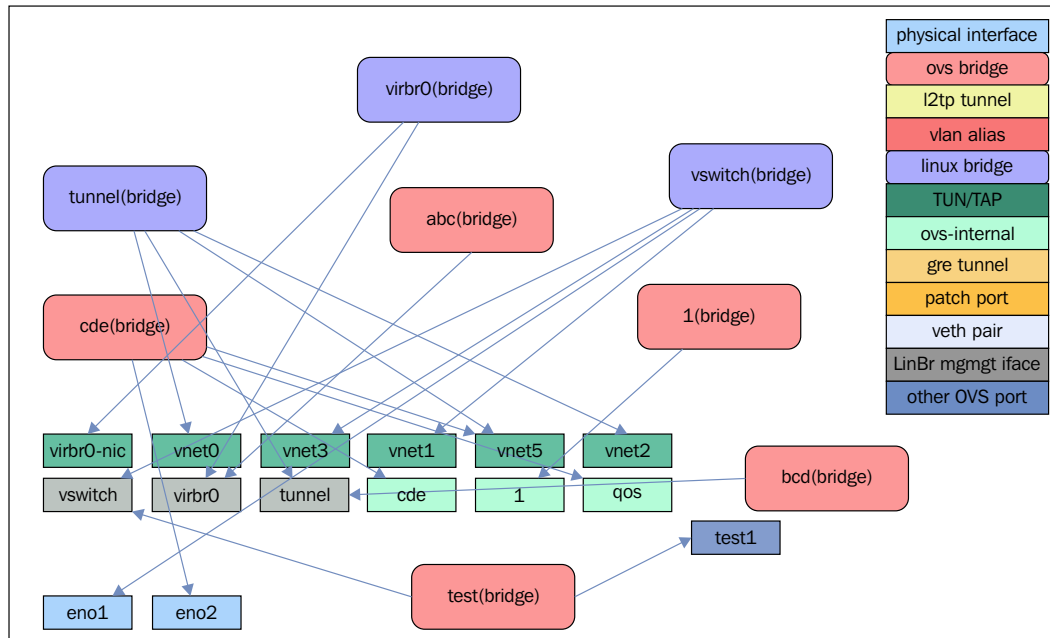 physical interface
ovs bridge
l2tp tunnel
vlan alias
linux bridge
TUN/TAP
ovs-internal
gre tunnel
patch port
veth pair
LinBr mgmgt iface
other OVS port
virbr0(bridge)
tunnel(bridge)
vswitch(bridge)
abc(bridge)
cde(bridge)
1(bridge)
virbr0-nic
vnet0
vnet3
vnet1
vnet5
vnet2
vswitch
virbr0
tunnel
cde
1
qos
bcd(bridge)
test1
test(bridge)
eno1
eno2